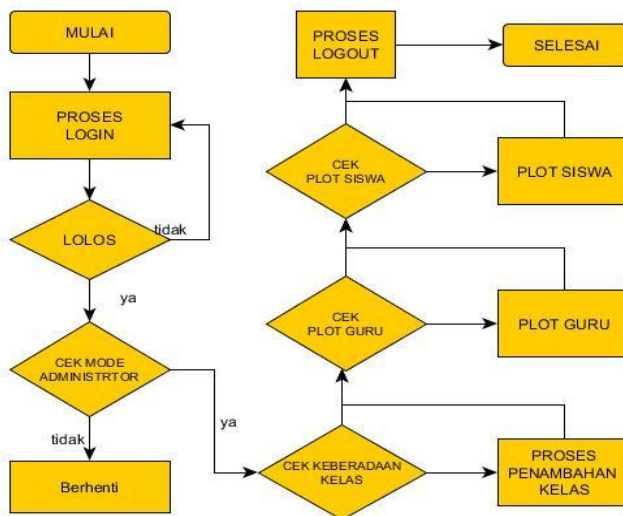 MULAI
PROSES
LOGIN
LOLOS
tidak
ya
CEK MODE
ADMINISTRTOR
tidak
ya
Berhenti
CEK KEBERADAAN
KELAS
PROSES
PENAMBAHAN
KELAS
CEK
PLOT GURU
PLOT GURU
CEK
PLOT SISWA
PLOT SISWA
PROSES
LOGOUT
SELESAI